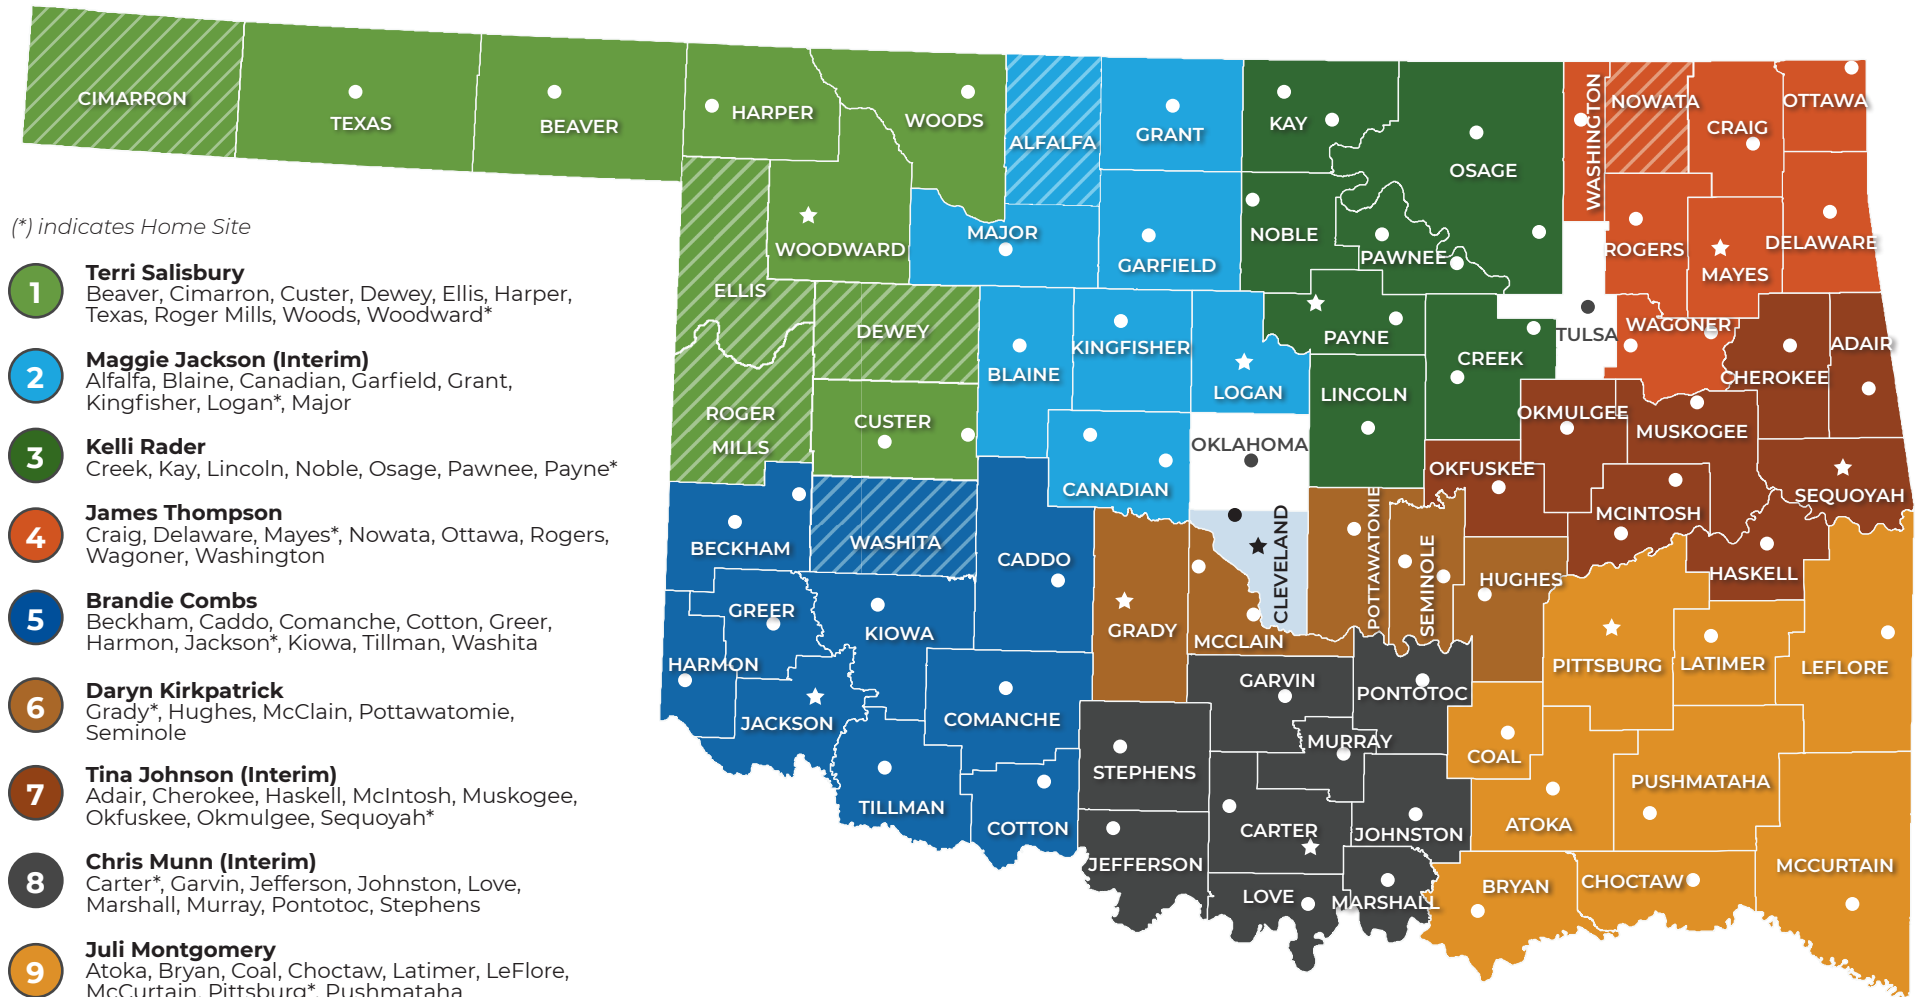 CIMARRON
TEXAS
BEAVER
HARPER
WOODS
ALFALFA
GRANT
KAY
OSAGE
WASHINGTON
NOWATA
CRAIG
OTTAWA
(*) indicates Home Site
ELLIS
WOODWARD
MAJOR
GARFIELD
NOBLE
PAWNEE
ROGERS
MAYES
DELAWARE
1
Terri Salisbury
Beaver, Cimarron, Custer, Dewey, Ellis, Harper,
Texas, Roger Mills, Woods, Woodward*
2
Maggie Jackson (Interim)
Alfalfa, Blaine, Canadian, Garfield, Grant,
Kingfisher, Logan*, Major
3
Kelli Rader
Creek, Kay, Lincoln, Noble, Osage, Pawnee, Payne*
4
James Thompson
Craig, Delaware, Mayes*, Nowata, Ottawa, Rogers,
Wagoner, Washington
5
Brandie Combs
Beckham, Caddo, Comanche, Cotton, Greer,
Harmon, Jackson*, Kiowa, Tillman, Washita
6
Daryn Kirkpatrick
Grady*, Hughes, McClain, Pottawatomie,
Seminole
7
Tina Johnson (Interim)
Adair, Cherokee, Haskell, McIntosh, Muskogee,
Okfuskee, Okmulgee, Sequoyah*
8
Chris Munn (Interim)
Carter*, Garvin, Jefferson, Johnston, Love,
Marshall, Murray, Pontotoc, Stephens
9
Juli Montgomery
Atoka, Bryan, Coal, Choctaw, Latimer, LeFlore,
McCurtain, Pittsburg*, Pushmataha
DEWEY
BLAINE
KINGFISHER
LOGAN
PAYNE
CREEK
TULSA
WAGONER
CHEROKEE
ADAIR
ROGER
MILLS
CUSTER
CANADIAN
OKLAHOMA
LINCOLN
OKMULGEE
MUSKOGEE
OKFUSKEE
MCINTOSH
SEQUOYAH
BECKHAM
WASHITA
CADDO
GRADY
MCCLAIN
CLEVELAND
POTTAWATOMIE
SEMINOLE
HUGHES
HASKELL
GREER
KIOWA
HARMON
JACKSON
COMANCHE
GARVIN
PONTOTOC
PITTSBURG
LATIMER
LEFLORE
TILLMAN
COTTON
STEPHENS
MURRAY
COAL
PUSHMATAHA
JEFFERSON
CARTER
JOHNSTON
ATOKA
LOVE
MARSHALL
BRYAN
CHOCTAW
MCCURTAIN